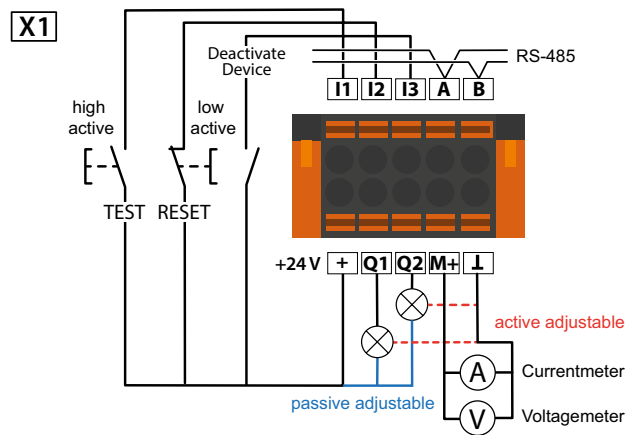 X1
Deactivate
Device
RS-485
I1 I2 I3 A B
high
active
low
active
TEST RESET
+24 V + Q1 Q2 M+ ⊥
active adjustable
passive adjustable
A Currentmeter
V Voltagemeter